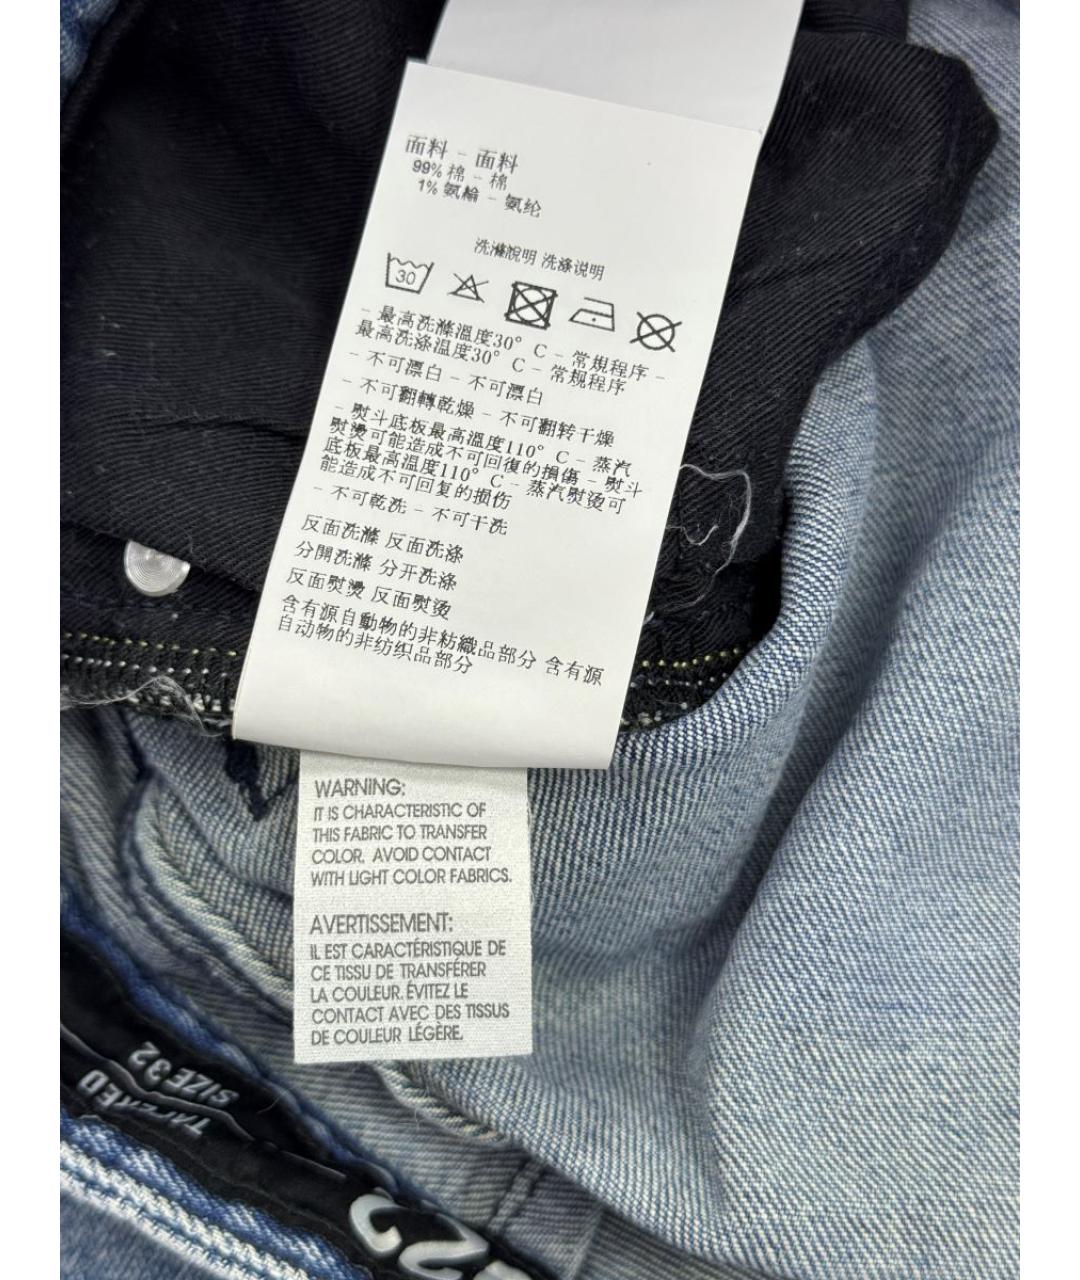 面料 - 面料
99% 棉 - 棉
1% 氨綸 - 氨纶
洗滌說明 洗涤说明
30
- 最高洗滌溫度30° C - 常規程序 -
最高洗涤温度30° C - 常规程序
- 不可漂白 - 不可漂白
- 不可翻轉乾燥 - 不可翻转干燥
- 熨斗底板最高溫度110° C - 蒸汽
熨燙可能造成不可回復的損傷 - 熨斗
底板最高温度110° C - 蒸汽熨烫可
能造成不可回复的损伤
- 不可乾洗 - 不可干洗
反面洗滌 反面洗涤
分開洗滌 分开洗涤
反面熨燙 反面熨烫
含有源自動物的非紡織品部分 含有源
自动物的非纺织品部分
WARNING:
IT IS CHARACTERISTIC OF
THIS FABRIC TO TRANSFER
COLOR. AVOID CONTACT
WITH LIGHT COLOR FABRICS.
AVERTISSEMENT:
IL EST CARACTÉRISTIQUE DE
CE TISSU DE TRANSFÉRER
LA COULEUR. ÉVITEZ LE
CONTACT AVEC DES TISSUS
DE COULEUR LÉGÈRE.
TAPERED
SIZE 32